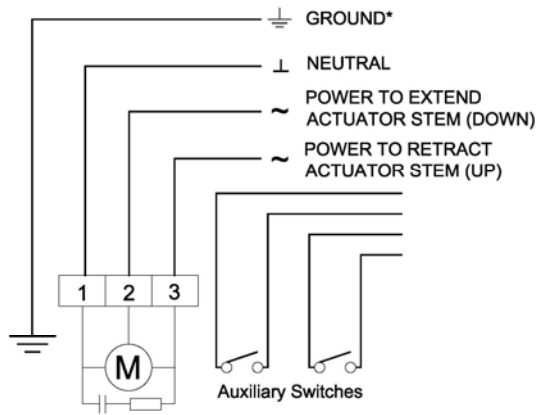 GROUND*
NEUTRAL
POWER TO EXTEND
ACTUATOR STEM (DOWN)
POWER TO RETRACT
ACTUATOR STEM (UP)
1 2 3
M
Auxiliary Switches